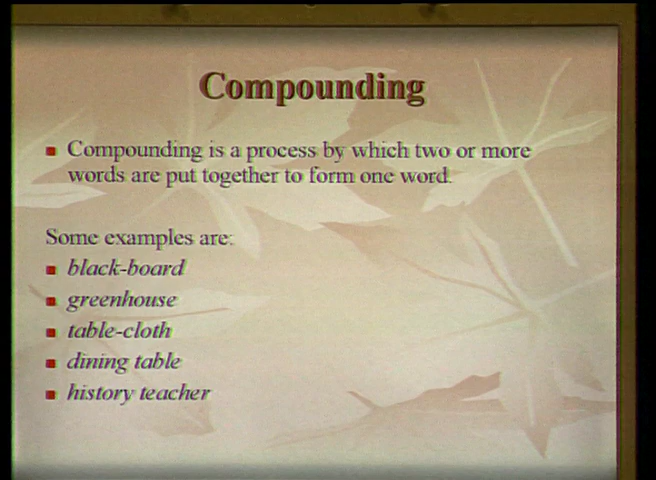 Compounding
Compounding is a process by which two or more
words are put together to form one word.
Some examples are:
black-board
greenhouse
table-cloth
dining table
history teacher